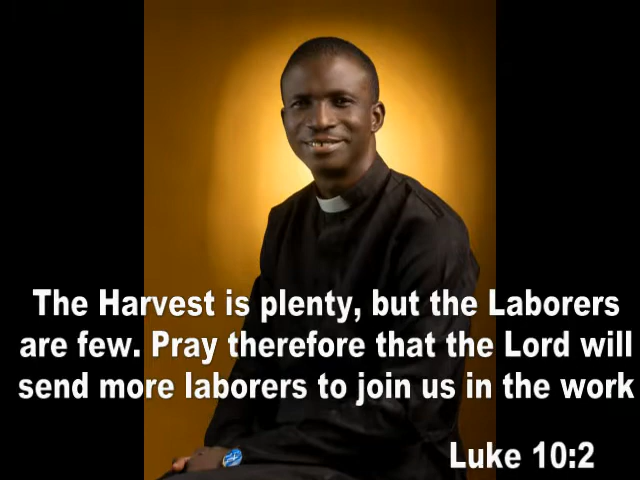 The Harvest is plenty, but the Laborers
are few. Pray therefore that the Lord will
send more laborers to join us in the work
Luke 10:2